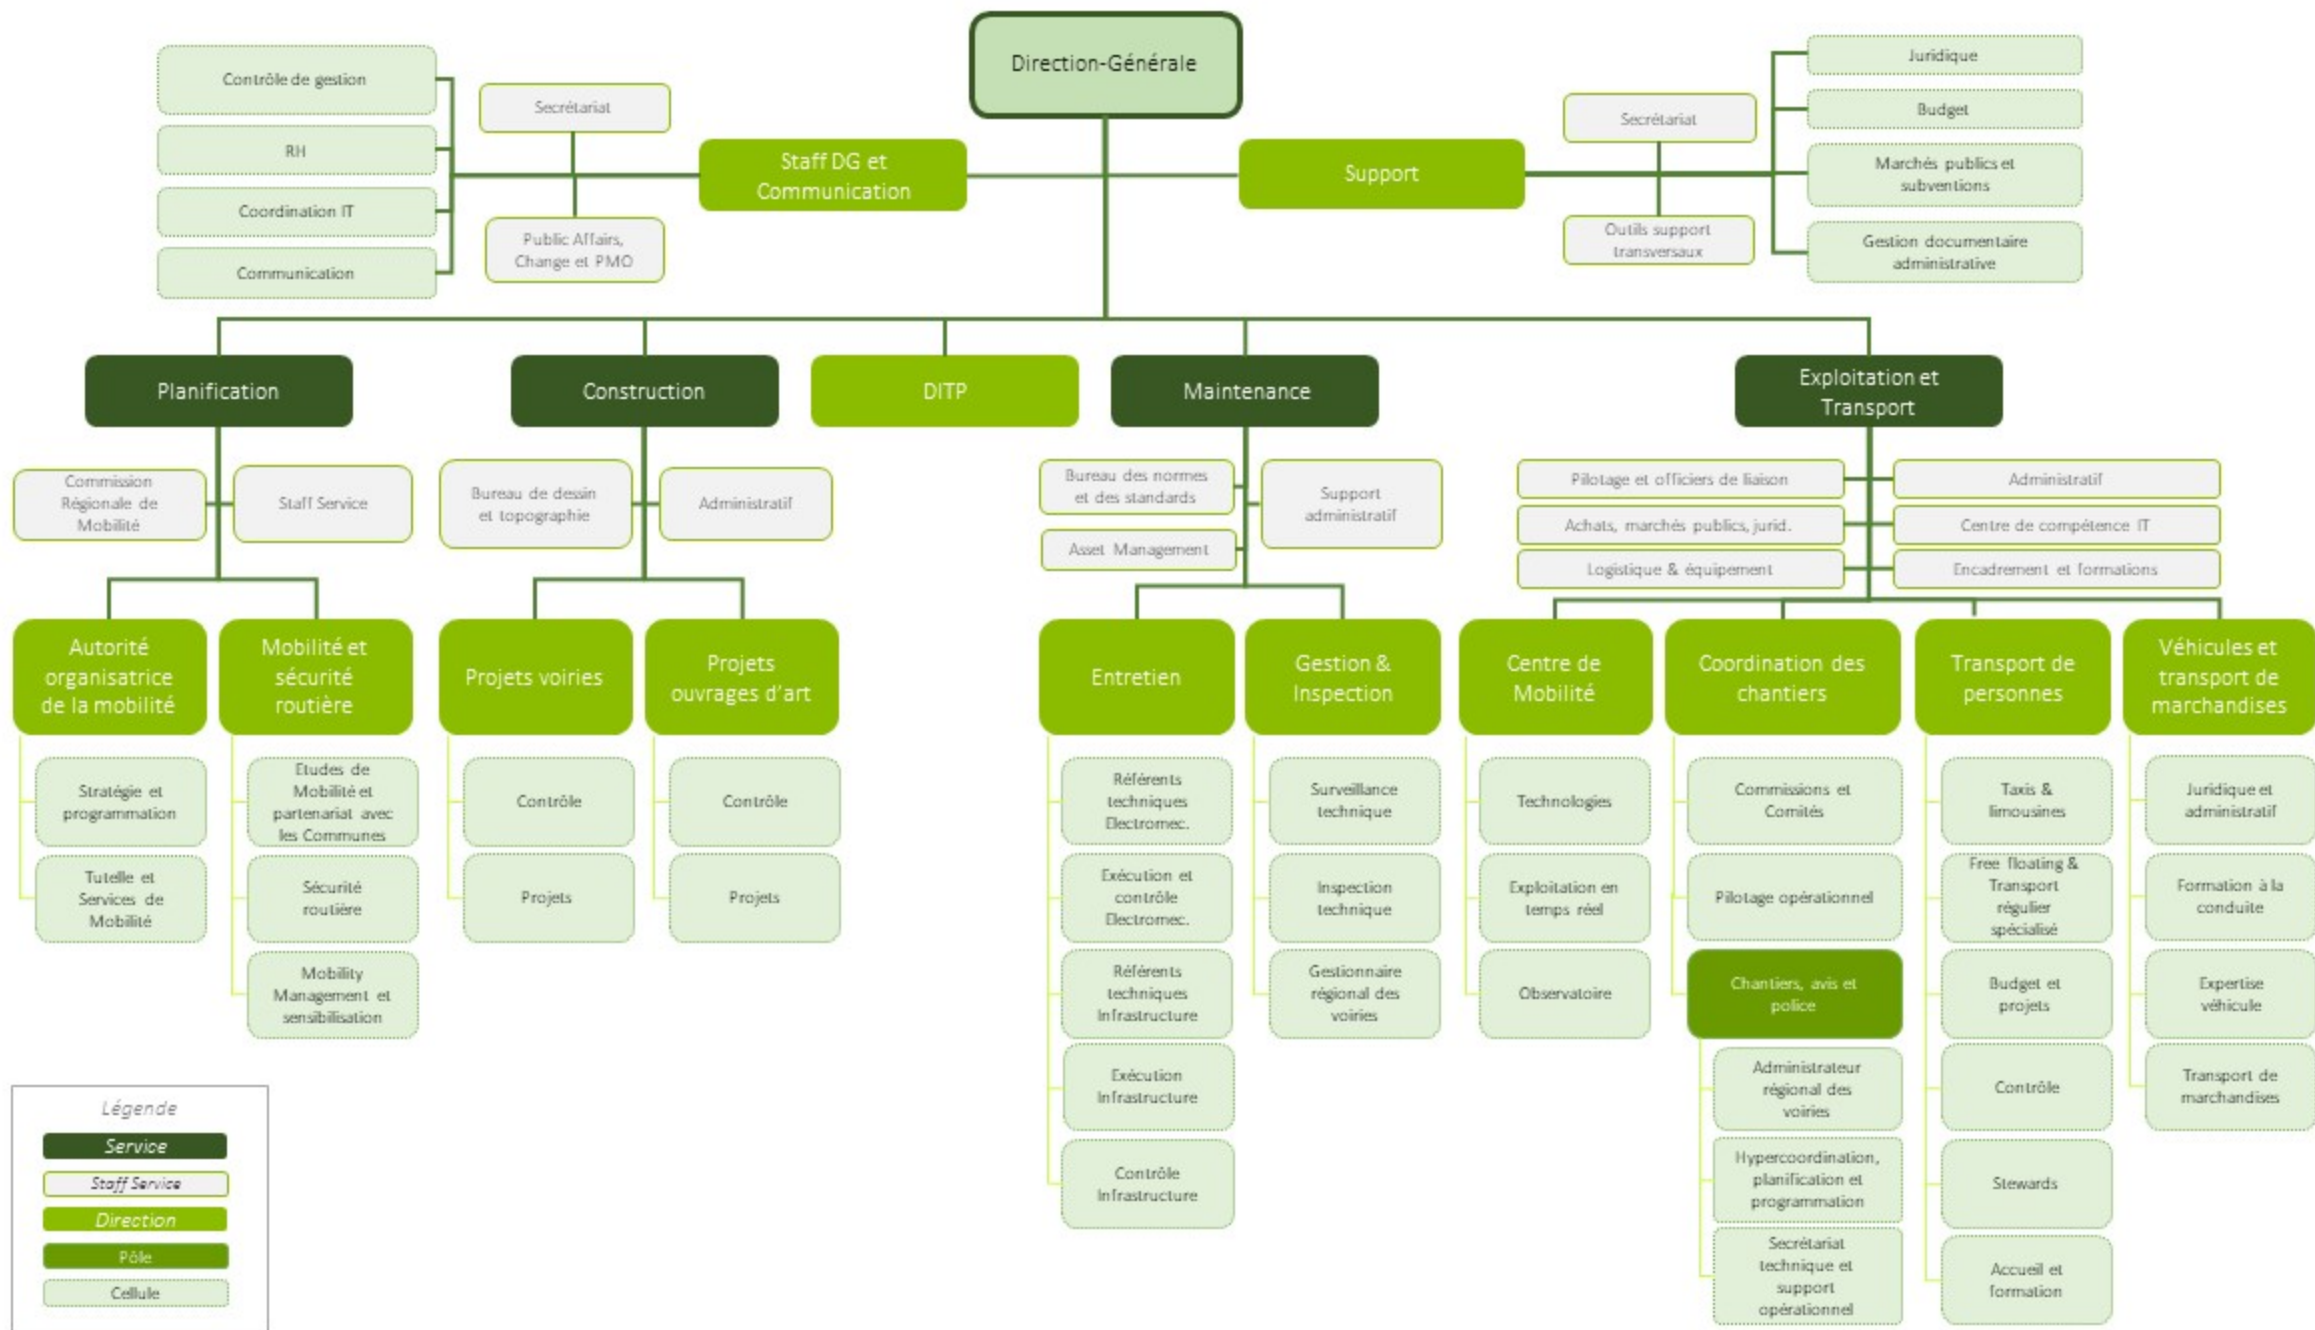 Direction-Générale
Contrôle de gestion
RH
Coordination IT
Communication
Secrétariat
Public Affairs,
Change et PMO
Staff DG et
Communication
Support
Secrétariat
Outils support
transversaux
Juridique
Budget
Marchés publics et
subventions
Gestion documentaire
administrative
Planification
Construction
DITP
Maintenance
Exploitation et
Transport
Commission
Régionale de
Mobilité
Staff Service
Bureau de dessin
et topographie
Administratif
Bureau des normes
et des standards
Asset Management
Support
administratif
Pilotage et officiers de liaison
Achats, marchés publics, jurid.
Logistique & équipement
Administratif
Centre de compétence IT
Encadrement et formations
Autorité
organisatrice
de la mobilité
Stratégie et
programmation
Tutelle et
Services de
Mobilité
Mobilité et
sécurité
routière
Etudes de
Mobilité et
partenariat avec
les Communes
Sécurité
routière
Mobility
Management et
sensibilisation
Projets voiries
Contrôle
Projets
Projets
ouvrages d'art
Contrôle
Projets
Entretien
Référents
techniques
Electromec.
Exécution et
contrôle
Electromec.
Référents
techniques
Infrastructure
Exécution
Infrastructure
Contrôle
Infrastructure
Gestion &
Inspection
Surveillance
technique
Inspection
technique
Gestionnaire
régional des
voiries
Centre de
Mobilité
Technologies
Exploitation en
temps réel
Observatoire
Coordination des
chantiers
Commissions et
Comités
Pilotage opérationnel
Chantiers, avis et
police
Administrateur
régional des
voiries
Hypercoordination,
planification et
programmation
Secrétariat
technique et
support
opérationnel
Transport de
personnes
Taxis &
limousines
Free floating &
Transport
régulier
spécialisé
Budget et
projets
Contrôle
Stewards
Accueil et
formation
Véhicules et
transport de
marchandises
Juridique et
administratif
Formation à la
conduite
Expertise
véhicule
Transport de
marchandises
Légende
Service
Staff Service
Direction
Pôle
Cellule